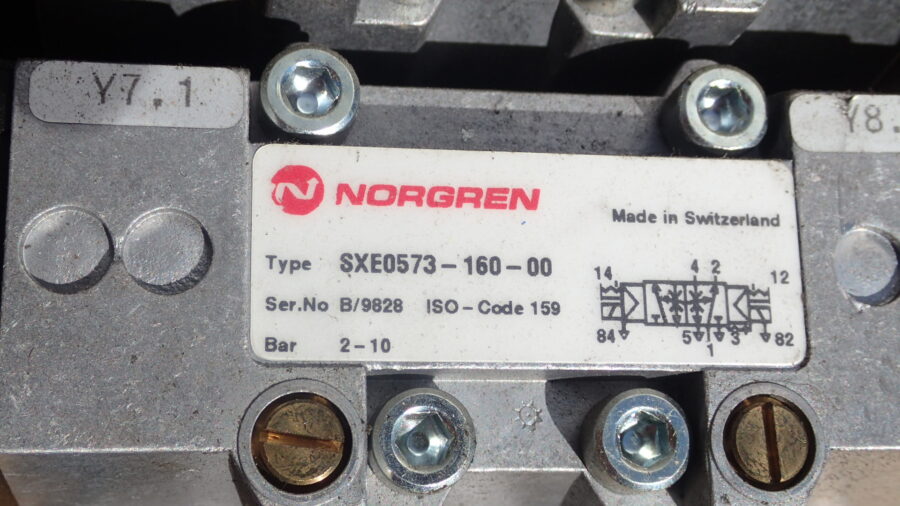 Y7.1
Y8.
NORGREN
Made in Switzerland
Type SXE0573-160-00
Ser.No B/9828 ISO-Code 159
Bar 2-10
14 4 2 12
84 5 1 3 82